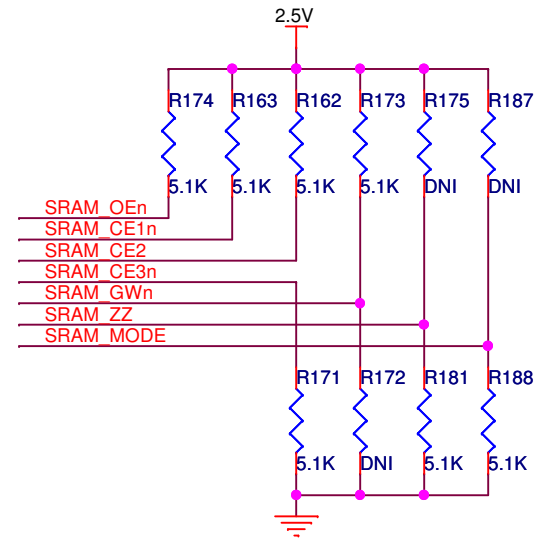 2.5V
R174 R163 R162 R173 R175 R187
5.1K 5.1K 5.1K 5.1K DNI DNI
SRAM_OEn
SRAM_CE1n
SRAM_CE2
SRAM_CE3n
SRAM_GWn
SRAM_ZZ
SRAM_MODE
R171 R172 R181 R188
5.1K DNI 5.1K 5.1K